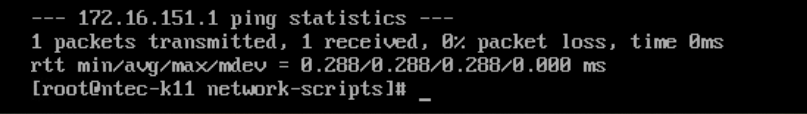 --- 172.16.151.1 ping statistics ---
1 packets transmitted, 1 received, 0% packet loss, time 0ms
rtt min/avg/max/mdev = 0.288/0.288/0.288/0.000 ms
[root@ntec-k11 network-scripts]# _